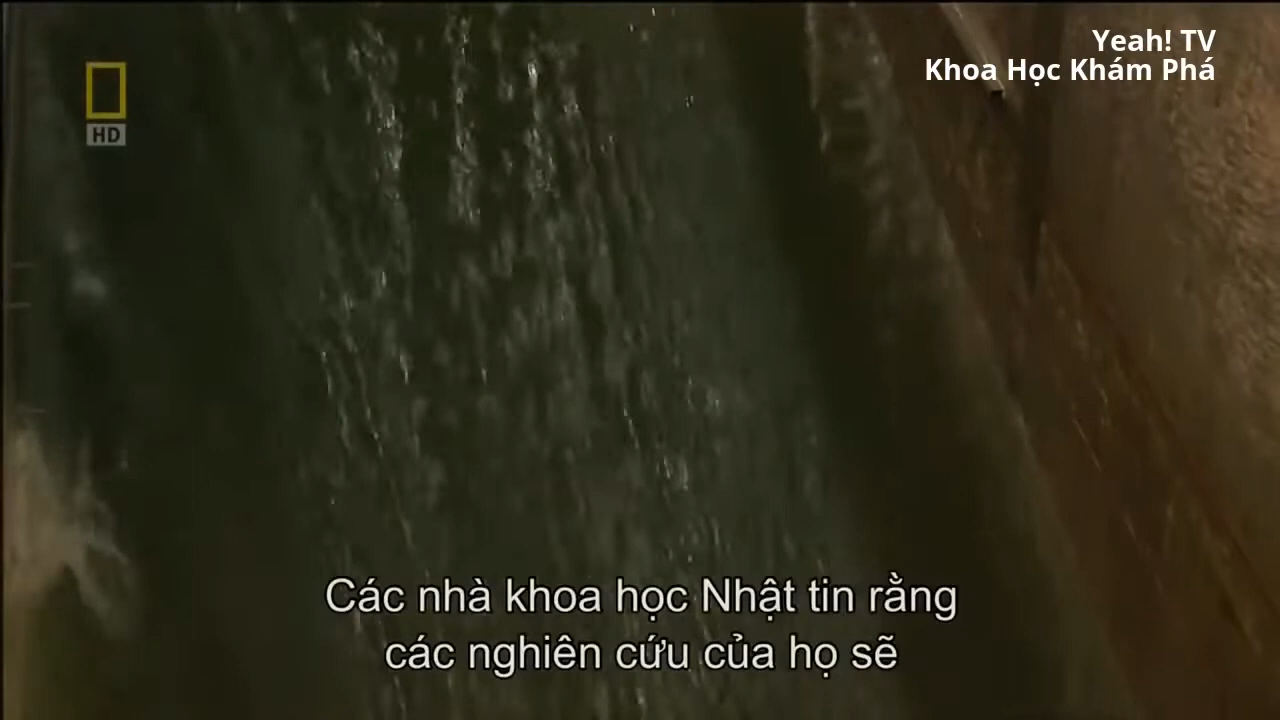 Yeah! TV
Khoa Học Khám Phá
HD
Các nhà khoa học Nhật tin rằng
các nghiên cứu của họ sẽ